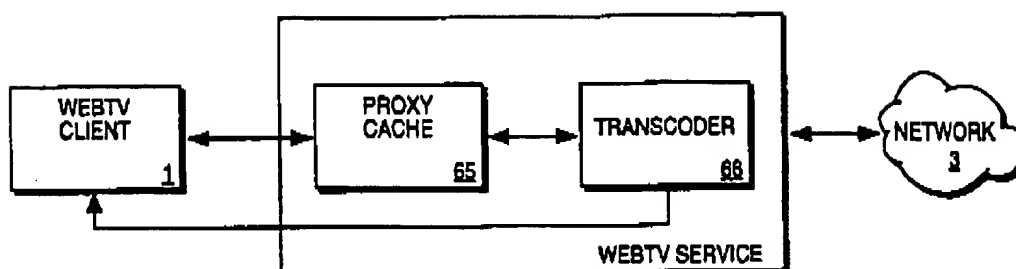 WEBTV
CLIENT
1
PROXY
CACHE
65
TRANSCODER
66
NETWORK
3
WEBTV SERVICE